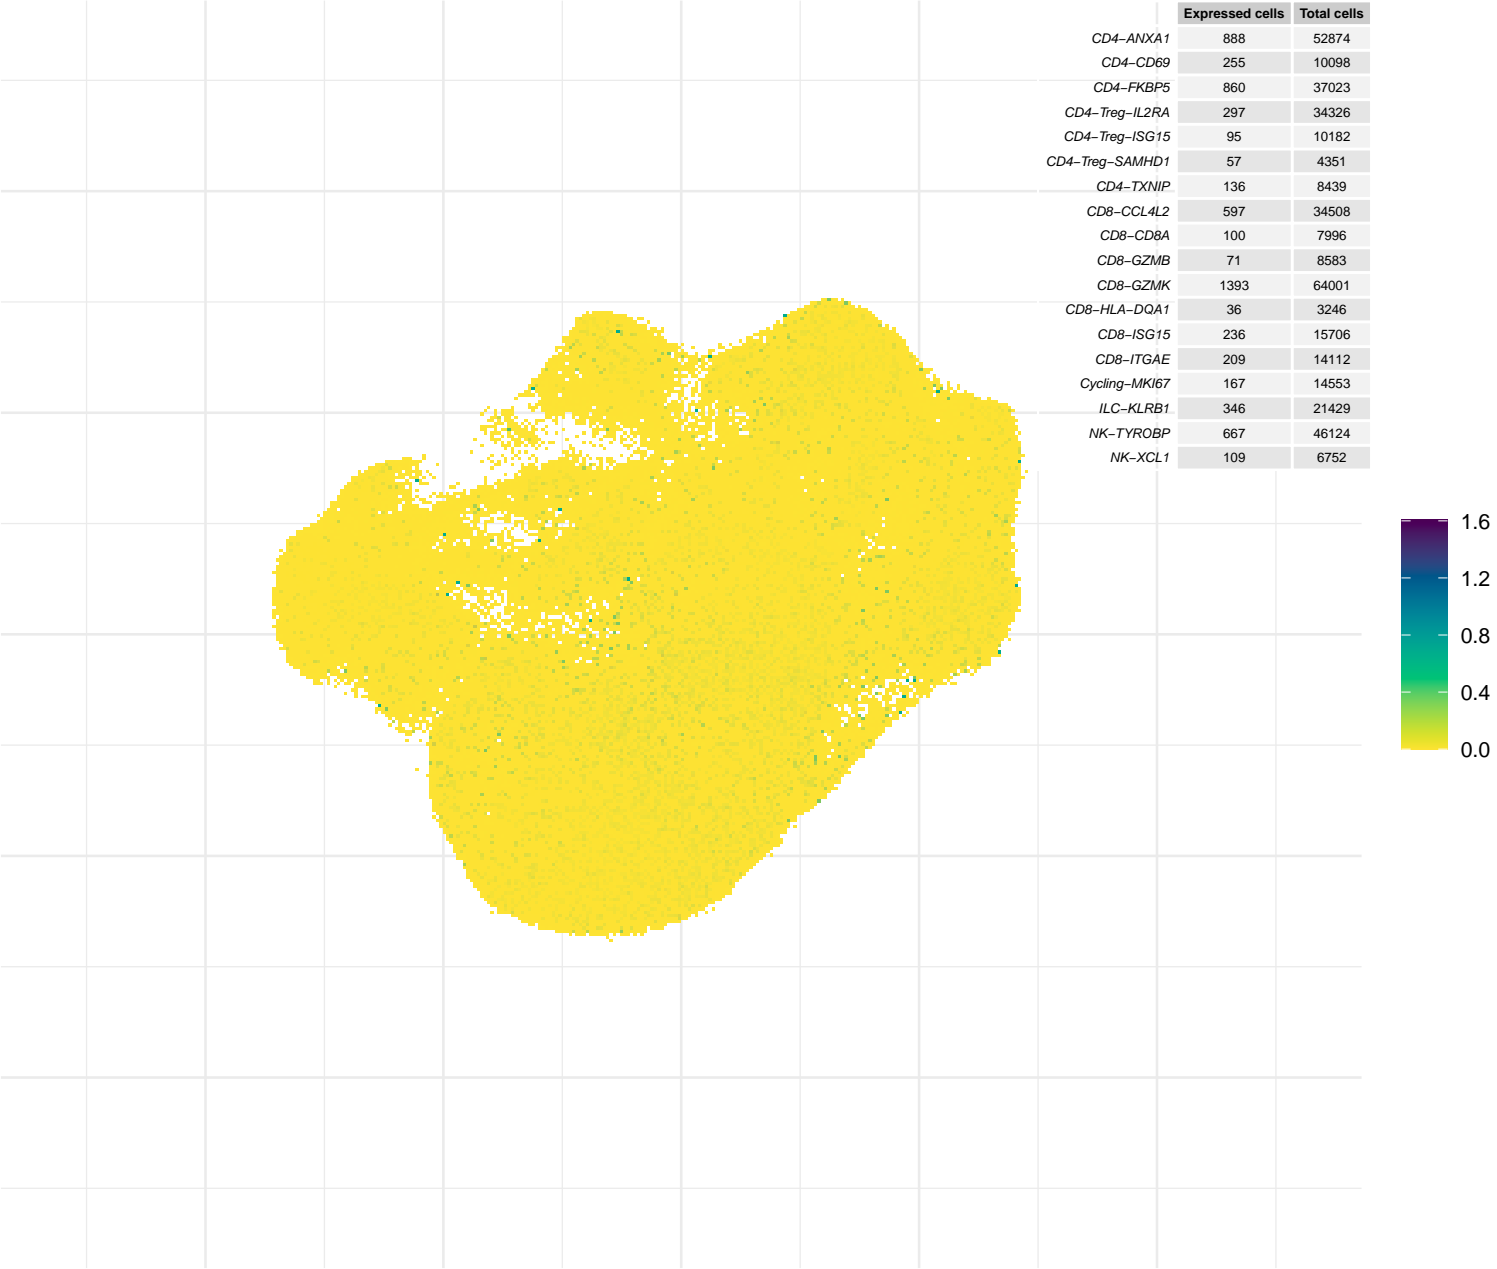 Expressed cells Total cells
CD4−ANXA1 888 52874
CD4−CD69 255 10098
CD4−FKBP5 860 37023
CD4−Treg−IL2RA 297 34326
CD4−Treg−ISG15 95 10182
CD4−Treg−SAMHD1 57 4351
CD4−TXNIP 136 8439
CD8−CCL4L2 597 34508
CD8−CD8A 100 7996
CD8−GZMB 71 8583
CD8−GZMK 1393 64001
CD8−HLA−DQA1 36 3246
CD8−ISG15 236 15706
CD8−ITGAE 209 14112
Cycling−MKI67 167 14553
ILC−KLRB1 346 21429
NK−TYROBP 667 46124
NK−XCL1 109 6752
1.6
1.2
0.8
0.4
0.0